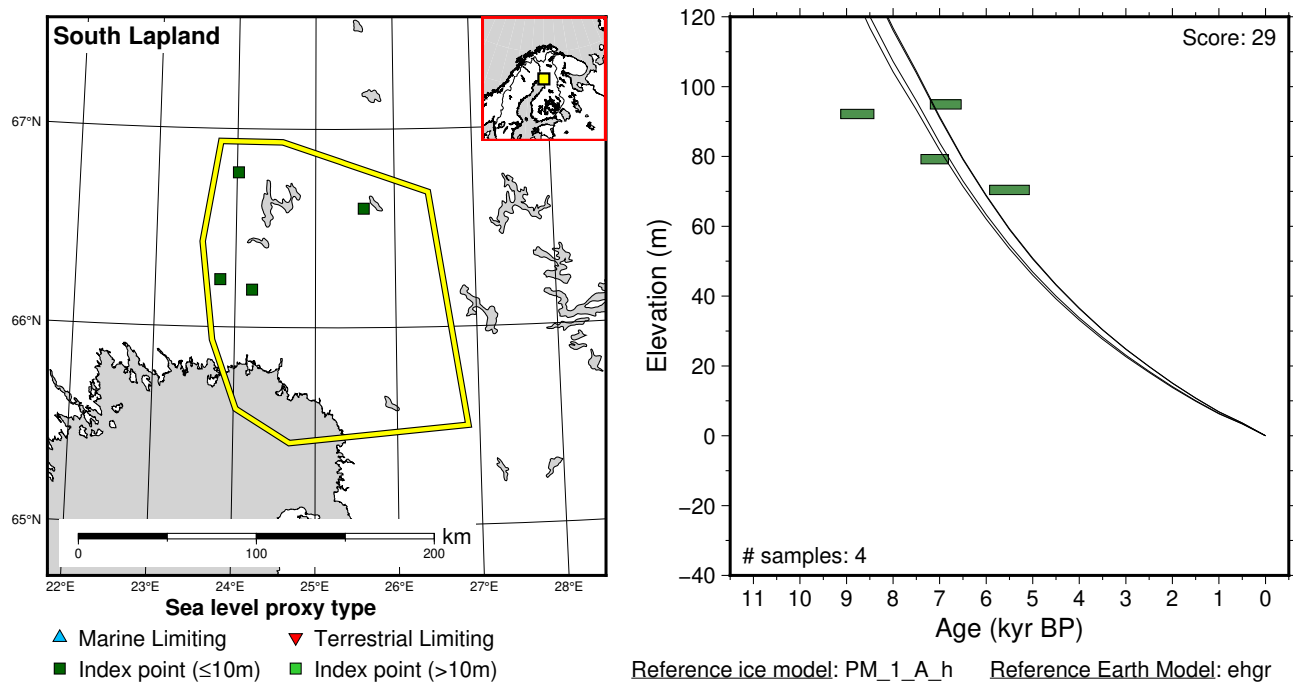 South Lapland
67°N
66°N
65°N
km
0
100
200
22°E
23°E
24°E
25°E
26°E
27°E
28°E
Sea level proxy type
Marine Limiting
Terrestrial Limiting
Index point (≤10m)
Index point (>10m)
Score: 29
120
100
80
60
40
20
0
−20
−40
Elevation (m)
# samples: 4
11 10 9 8 7 6 5 4 3 2 1 0
Age (kyr BP)
Reference ice model: PM_1_A_h
Reference Earth Model: ehgr